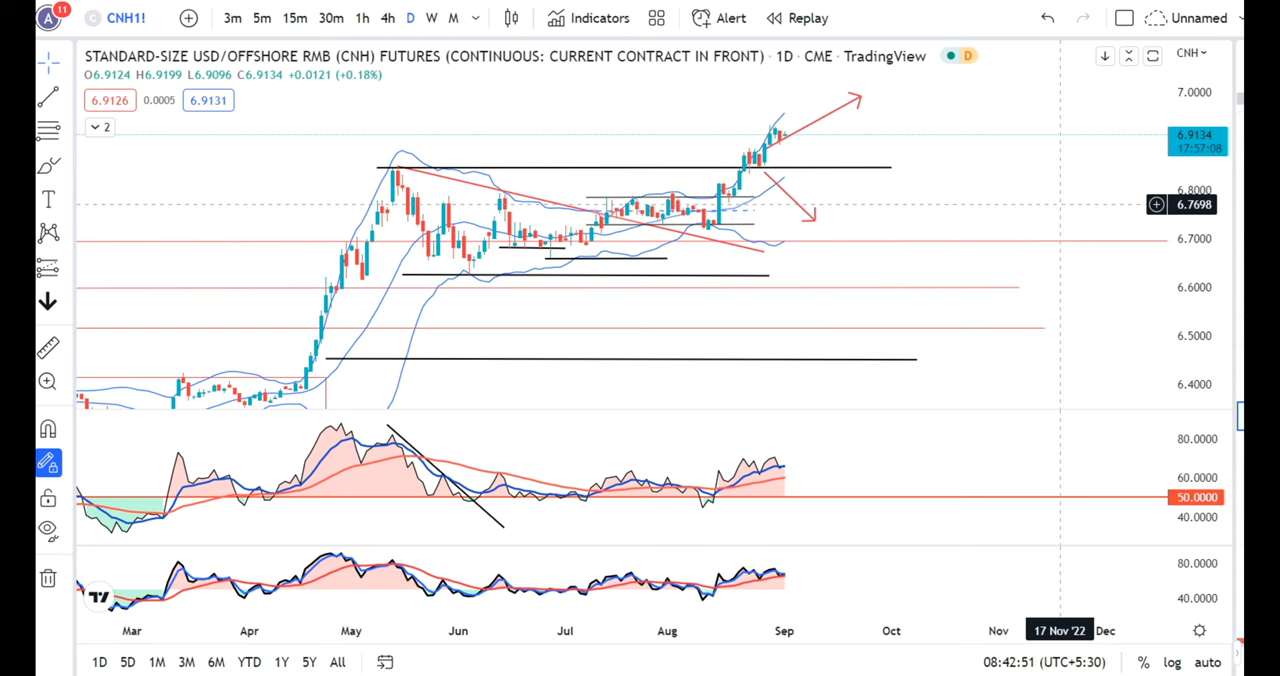 A 11 C CNH1! 3m 5m 15m 30m 1h 4h D W M Indicators Alert Replay Unnamed
STANDARD-SIZE USD/OFFSHORE RMB (CNH) FUTURES (CONTINUOUS: CURRENT CONTRACT IN FRONT) · 1D · CME · TradingView D CNH
O6.9124 H6.9199 L6.9096 C6.9134 +0.0121 (+0.18%)
6.9126 0.0005 6.9131
2
7.0000
6.9134
17:57:08
6.8000
6.7698
6.7000
6.6000
6.5000
6.4000
80.0000
60.0000
50.0000
40.0000
80.0000
40.0000
Mar Apr May Jun Jul Aug Sep Oct Nov 17 Nov '22 Dec
1D 5D 1M 3M 6M YTD 1Y 5Y All 08:42:51 (UTC+5:30) % log auto